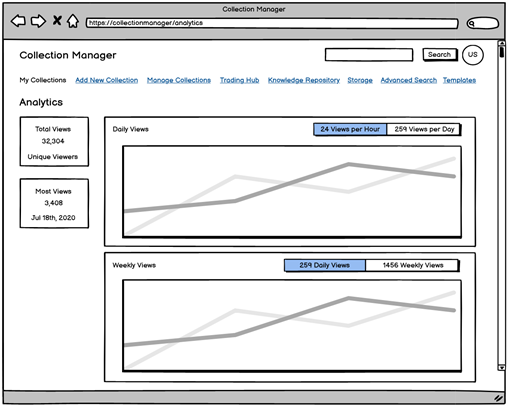 Collection Manager
https://collectionmanager/analytics
Collection Manager
Search
US
My Collections Add New Collection Manage Collections Trading Hub Knowledge Repository Storage Advanced Search Templates
Analytics
Total Views
32,304
Unique Viewers
Most Views
3,408
Jul 18th, 2020
Daily Views
24 Views per Hour
259 Views per Day
Weekly Views
259 Daily Views
1456 Weekly Views